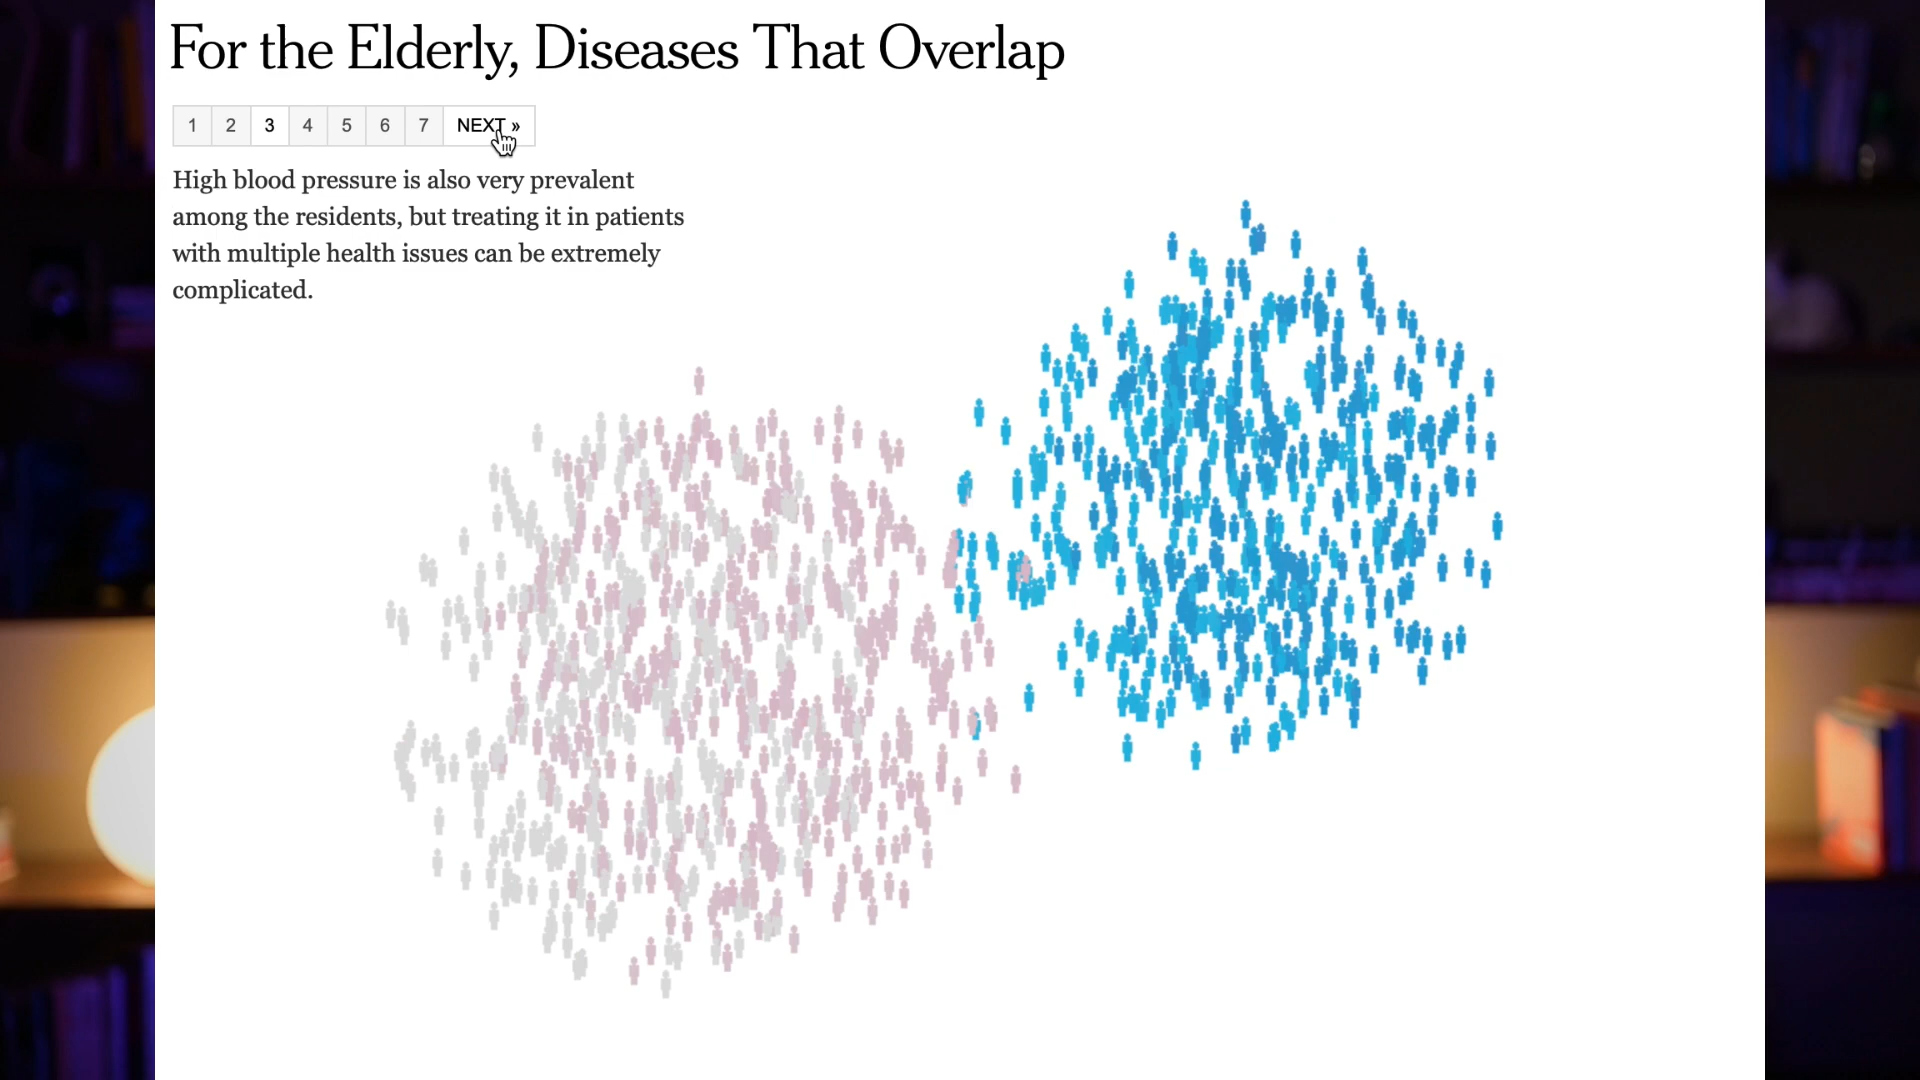 For the Elderly, Diseases That Overlap
1 2 3 4 5 6 7 NEXT »
High blood pressure is also very prevalent
among the residents, but treating it in patients
with multiple health issues can be extremely
complicated.